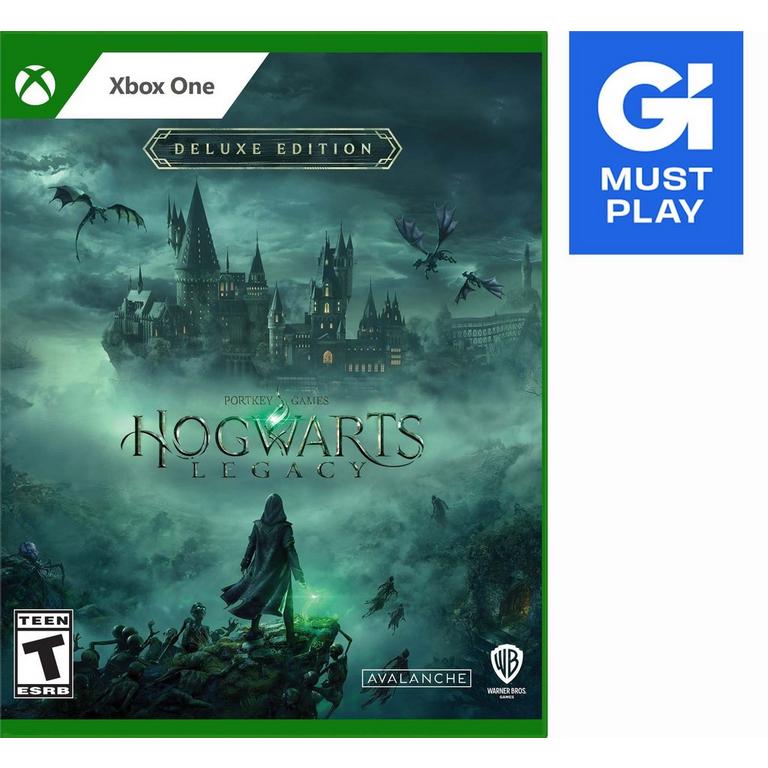 Xbox One
DELUXE EDITION
GI
MUST
PLAY
PORTKEY GAMES
HOGWARTS
LEGACY
TEEN
T
ESRB
AVALANCHE
WB
WARNER BROS.
GAMES